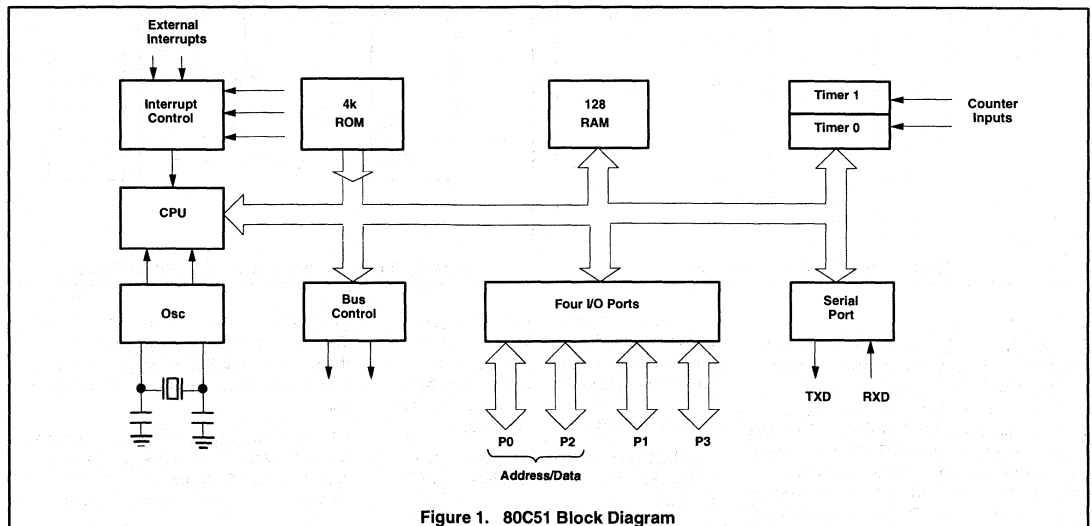 External
Interrupts
Interrupt
Control
4k
ROM
128
RAM
Timer 1
Timer 0
Counter
Inputs
CPU
Osc
Bus
Control
Four I/O Ports
Serial
Port
TXD RXD
P0 P2 P1 P3
Address/Data
Figure 1. 80C51 Block Diagram